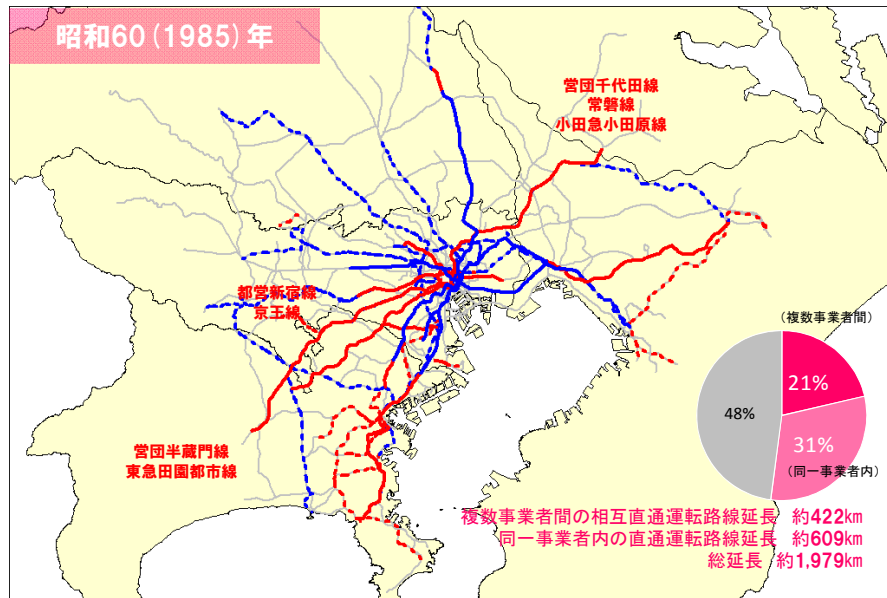 昭和60(1985)年
営団千代田線
常磐線
小田急小田原線
都営新宿線
京王線
営団半蔵門線
東急田園都市線
(複数事業者間)
21%
48%
31%
(同一事業者内)
複数事業者間の相互直通運転路線延長 約422km
同一事業者内の直通運転路線延長 約609km
総延長 約1,979km